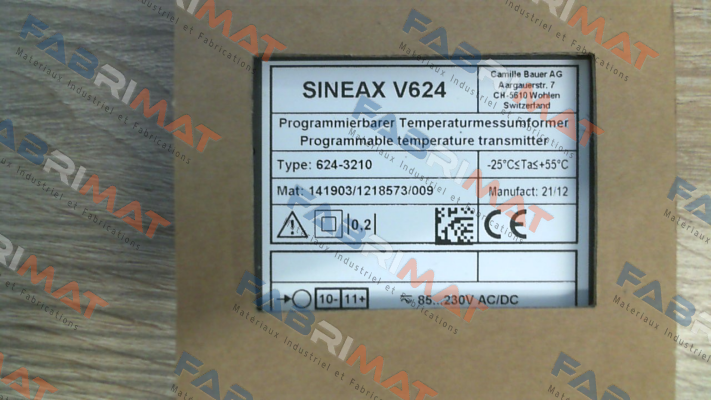 SINEAX V624
Camille Bauer AG
Aargauerstr. 7
CH-5610 Wohlen
Switzerland
Programmierbarer Temperaturmessumformer
Programmable temperature transmitter
Type: 624-3210
-25°C≤Ta≤+55°C
Mat: 141903/1218573/009
Manufact: 21/12
0,2
CE
10- 11+
85...230V AC/DC
FABRIMAT
Materiaux Industriel et Fabrications